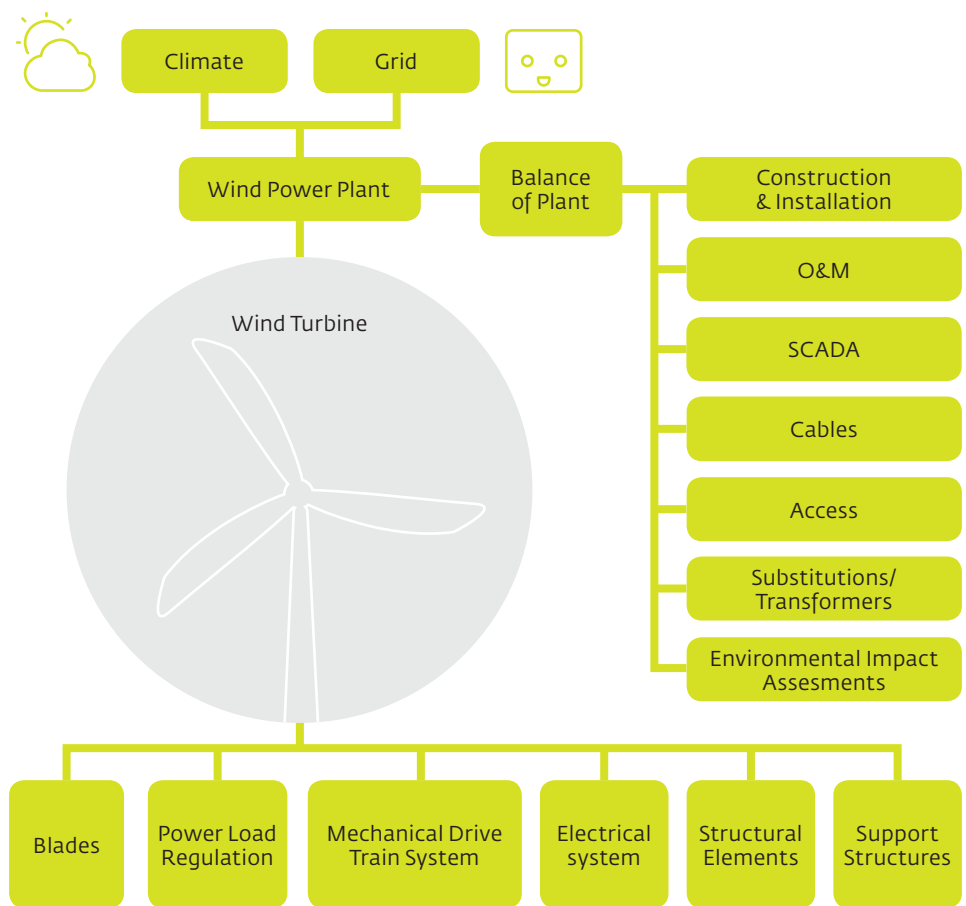 Climate
Grid
Wind Power Plant
Balance
of Plant
Construction
& Installation
O&M
SCADA
Cables
Access
Substitutions/
Transformers
Environmental Impact
Assesments
Wind Turbine
Blades
Power Load
Regulation
Mechanical Drive
Train System
Electrical
system
Structural
Elements
Support
Structures